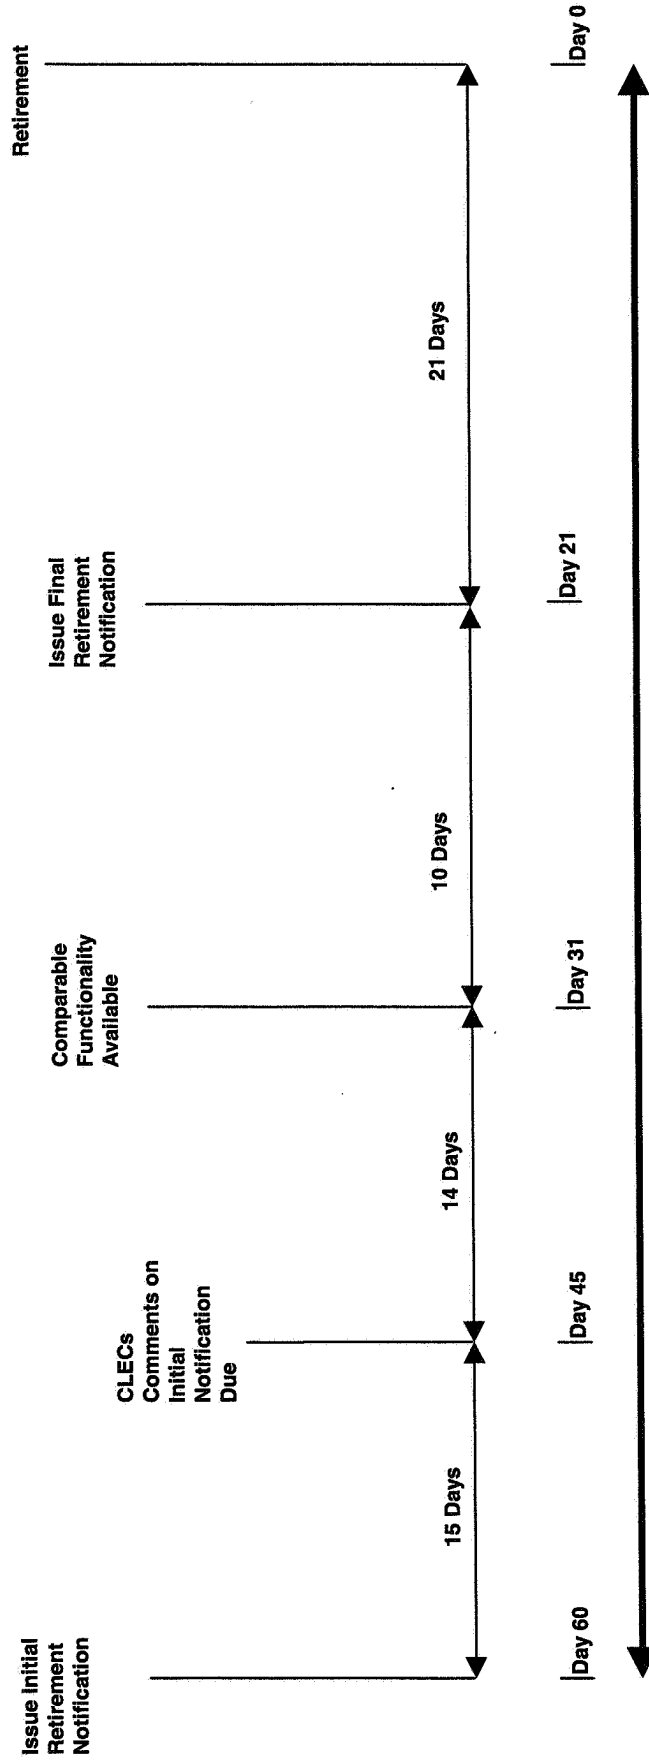 Issue Initial
Retirement
Notification
CLECs
Comments on
Initial
Notification
Due
Comparable
Functionality
Available
Issue Final
Retirement
Notification
Retirement
15 Days
14 Days
10 Days
21 Days
Day 60
Day 45
Day 31
Day 21
Day 0